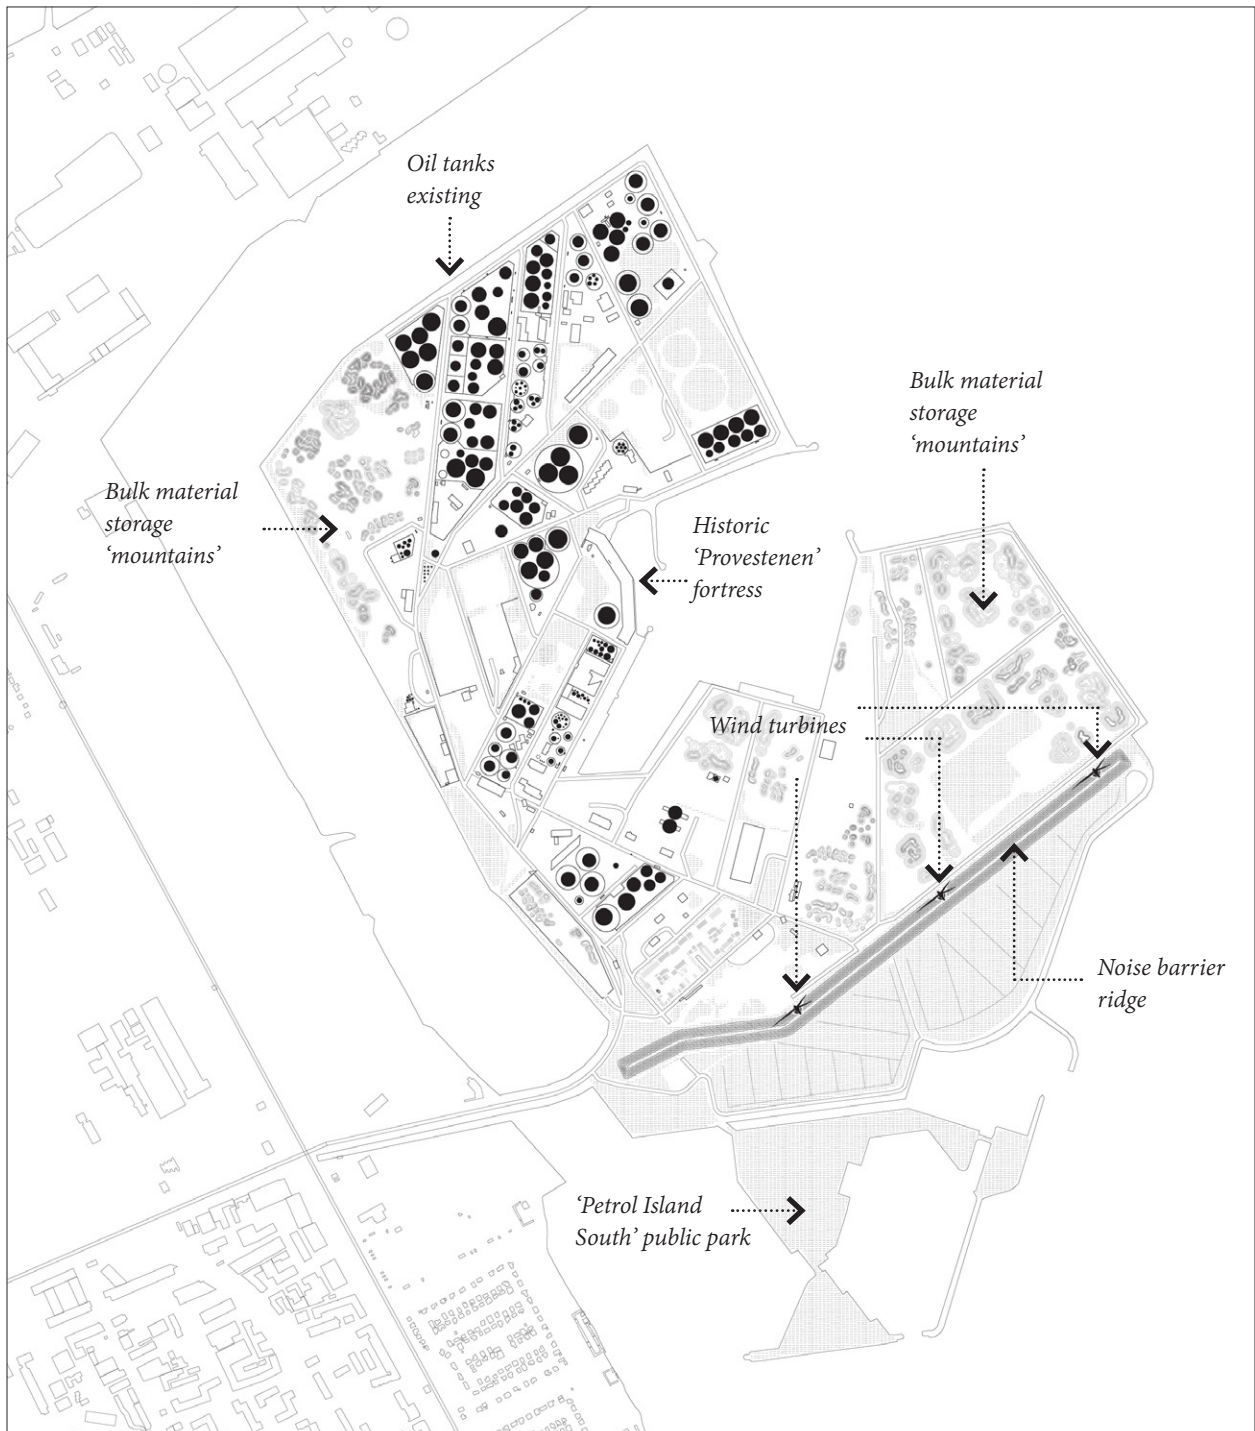 Oil tanks
existing
Bulk material
storage
‘mountains’
Bulk material
storage
‘mountains’
Historic
‘Provestenen’
fortress
Wind turbines
Noise barrier
ridge
‘Petrol Island
South’ public park